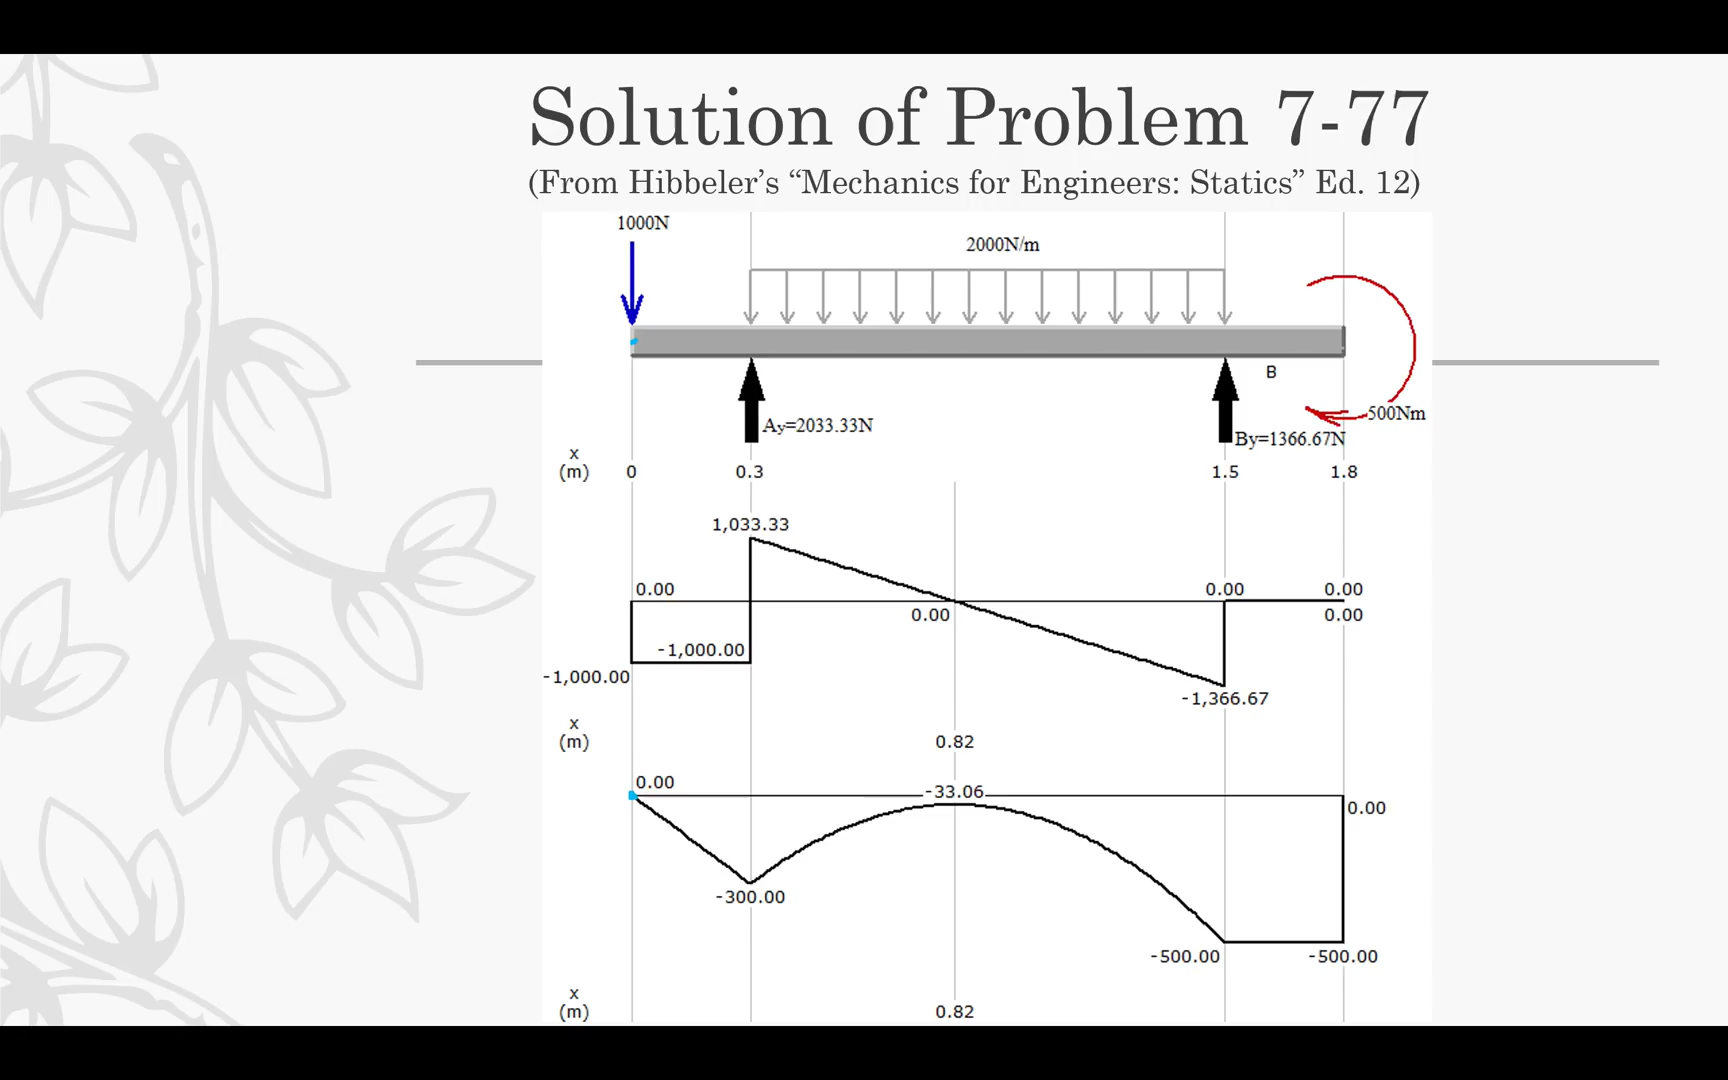 Solution of Problem 7-77
(From Hibbeler’s “Mechanics for Engineers: Statics” Ed. 12)
1000N
2000N/m
B
500Nm
Ay=2033.33N
By=1366.67N
x
(m)
0
0.3
1.5
1.8
1,033.33
0.00
0.00
0.00
0.00
0.00
-1,000.00
-1,000.00
-1,366.67
x
(m)
0.82
0.00
-33.06
0.00
-300.00
-500.00
-500.00
x
(m)
0.82